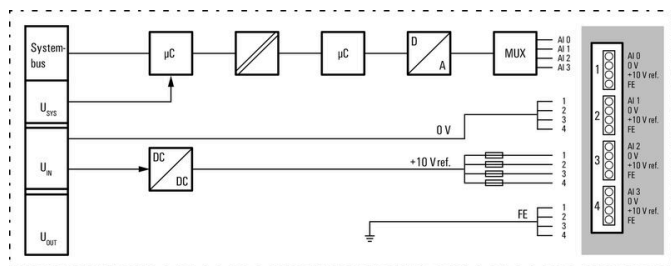 System-
bus
µC
µC
D
A
MUX
AI 0
AI 1
AI 2
AI 3
U SYS
0 V
1
2
3
4
U IN
DC
DC
+10 V ref.
1
2
3
4
U OUT
FE
1
2
3
4
1
AI 0
0 V
+10 V ref.
FE
2
AI 1
0 V
+10 V ref.
FE
3
AI 2
0 V
+10 V ref.
FE
4
AI 3
0 V
+10 V ref.
FE